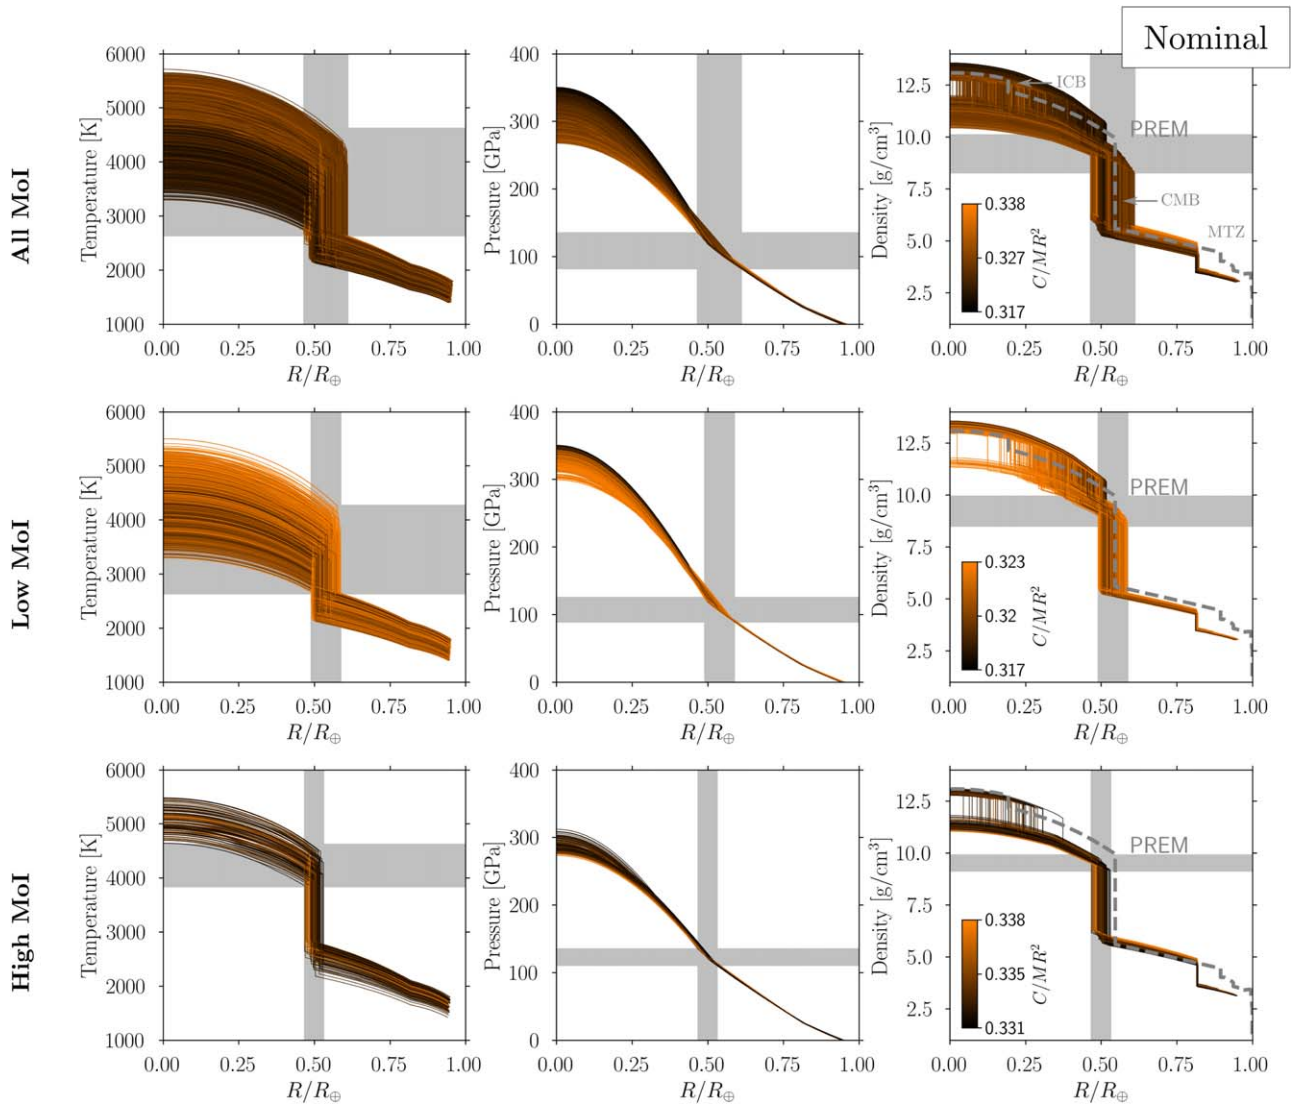 Nominal
All MoI
Temperature [K]
6000
5000
4000
3000
2000
1000
0.00 0.25 0.50 0.75 1.00
R/R⊕
Pressure [GPa]
400
300
200
100
0
0.00 0.25 0.50 0.75 1.00
R/R⊕
Density [g/cm³]
12.5
10.0
7.5
5.0
2.5
ICB
PREM
CMB
MTZ
0.338
0.327
0.317
C/MR²
0.00 0.25 0.50 0.75 1.00
R/R⊕
Low MoI
Temperature [K]
6000
5000
4000
3000
2000
1000
0.00 0.25 0.50 0.75 1.00
R/R⊕
Pressure [GPa]
400
300
200
100
0
0.00 0.25 0.50 0.75 1.00
R/R⊕
Density [g/cm³]
12.5
10.0
7.5
5.0
2.5
PREM
0.323
0.32
0.317
C/MR²
0.00 0.25 0.50 0.75 1.00
R/R⊕
High MoI
Temperature [K]
6000
5000
4000
3000
2000
1000
0.00 0.25 0.50 0.75 1.00
R/R⊕
Pressure [GPa]
400
300
200
100
0
0.00 0.25 0.50 0.75 1.00
R/R⊕
Density [g/cm³]
12.5
10.0
7.5
5.0
2.5
PREM
0.338
0.335
0.331
C/MR²
0.00 0.25 0.50 0.75 1.00
R/R⊕